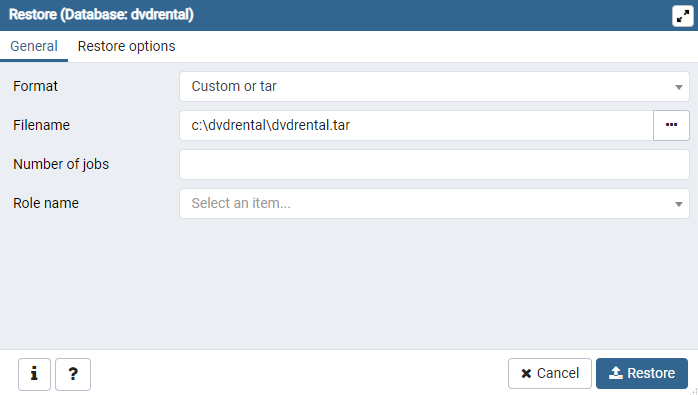 Restore (Database: dvdrental)
General Restore options
Format Custom or tar
Filename c:\dvdrental\dvdrental.tar ...
Number of jobs
Role name Select an item...
i ? Cancel Restore